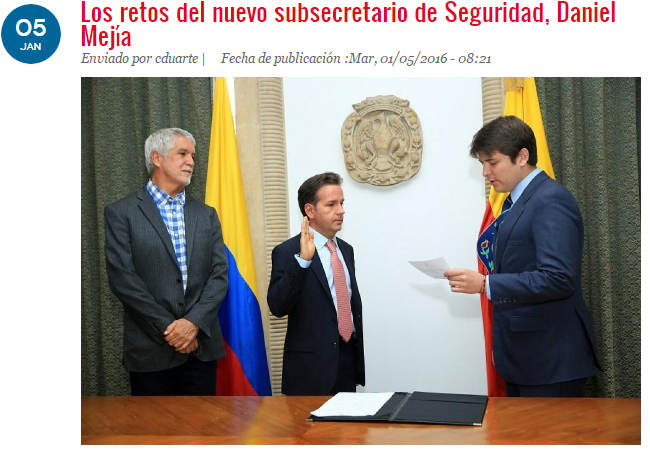 05
JAN
Los retos del nuevo subsecretario de Seguridad, Daniel
Mejía
Enviado por cduarte | Fecha de publicación :Mar, 01/05/2016 - 08:21